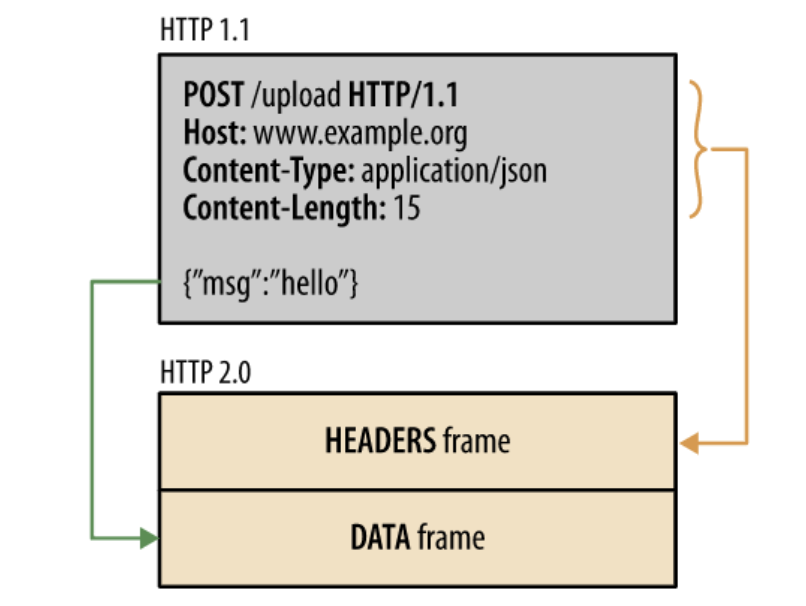 HTTP 1.1
POST /upload HTTP/1.1
Host: www.example.org
Content-Type: application/json
Content-Length: 15
{”msg”:”hello”}
HTTP 2.0
HEADERS frame
DATA frame